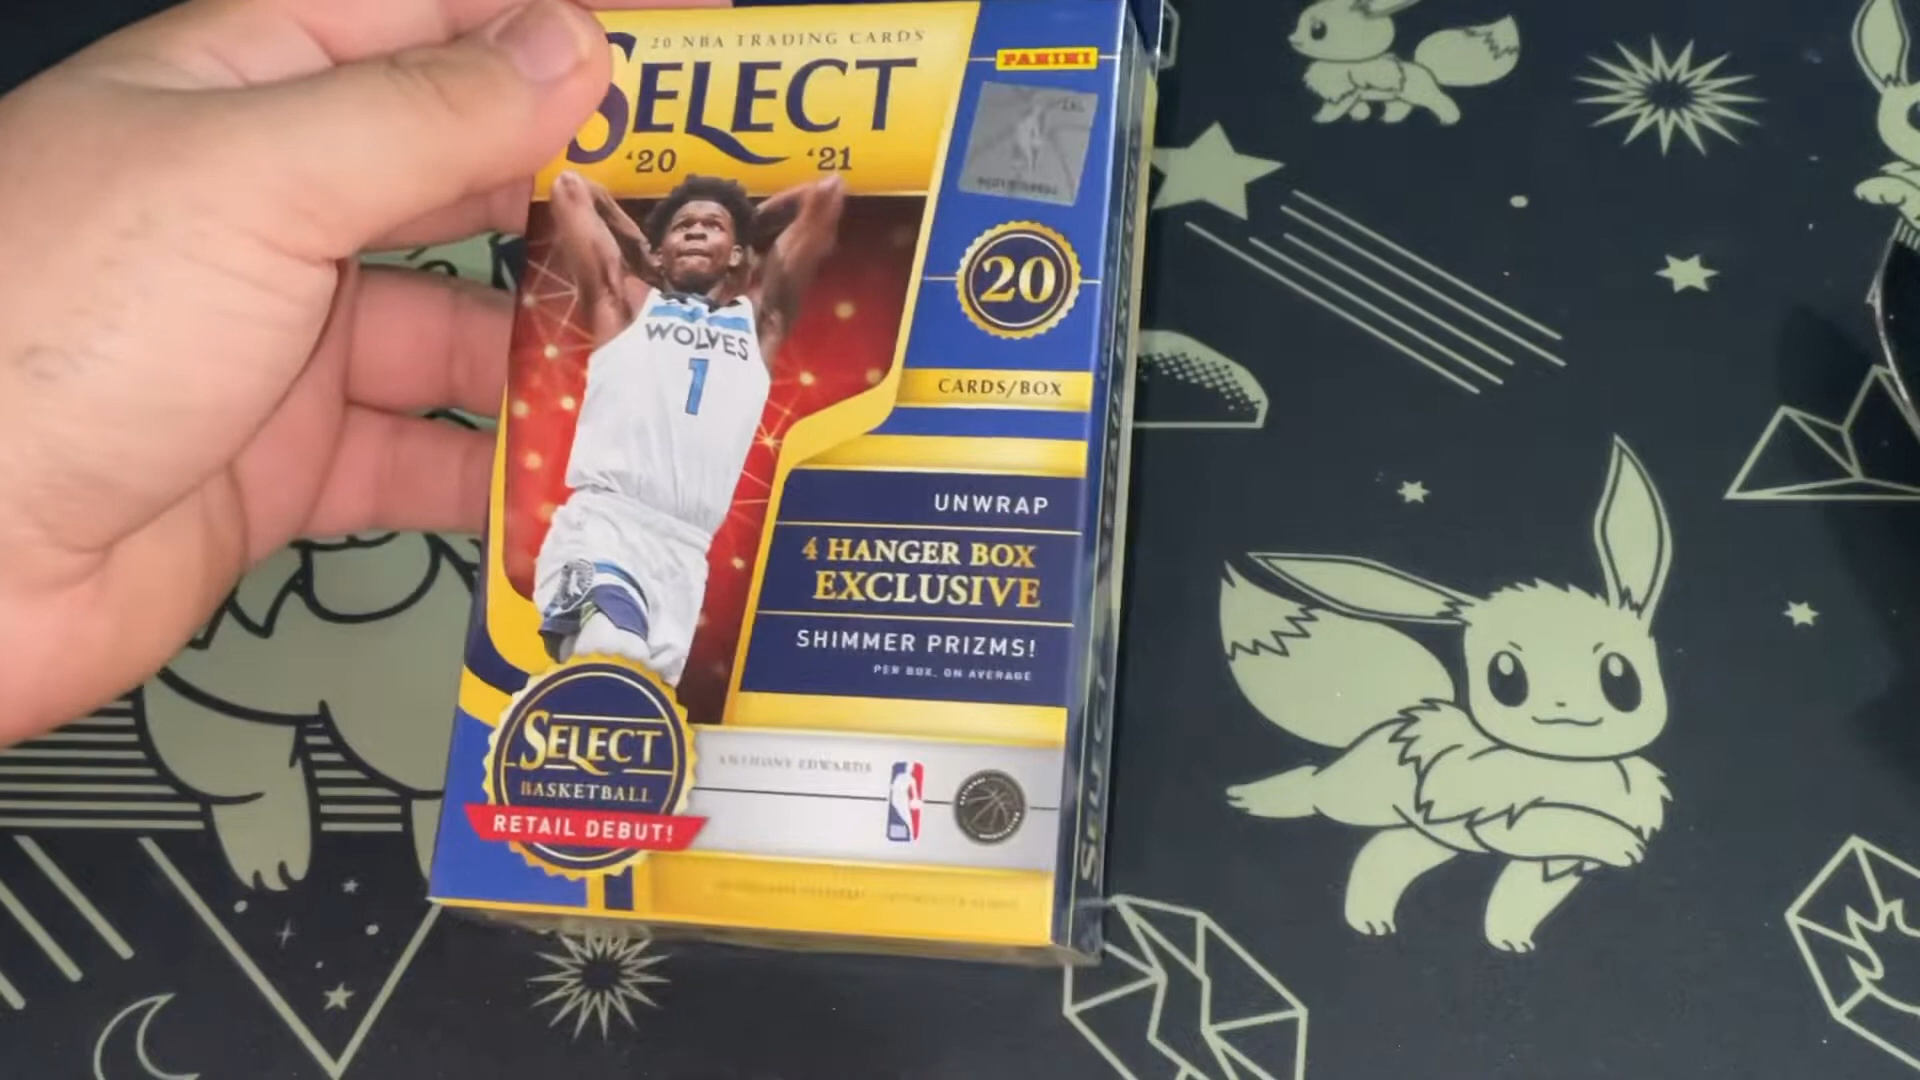 20 NBA TRADING CARDS
SELECT
'20 '21
PANINI
20
CARDS/BOX
WOLVES
1
UNWRAP
4 HANGER BOX
EXCLUSIVE
SHIMMER PRIZMS!
PER BOX, ON AVERAGE
SELECT
BASKETBALL
RETAIL DEBUT!
ANTHONY EDWARDS